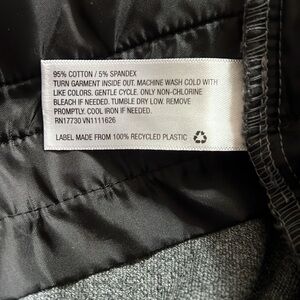 95% COTTON / 5% SPANDEX
TURN GARMENT INSIDE OUT. MACHINE WASH COLD WITH
LIKE COLORS. GENTLE CYCLE. ONLY NON-CHLORINE
BLEACH IF NEEDED. TUMBLE DRY LOW. REMOVE
PROMPTLY. COOL IRON IF NEEDED.
RN17730 VN1111626
LABEL MADE FROM 100% RECYCLED PLASTIC